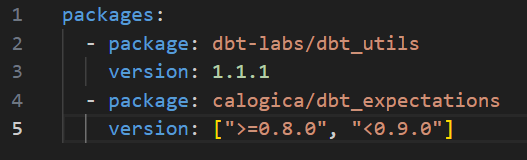 1 packages:
2   - package: dbt-labs/dbt_utils
3     version: 1.1.1
4   - package: calogica/dbt_expectations
5     version: [">=0.8.0", "<0.9.0"]